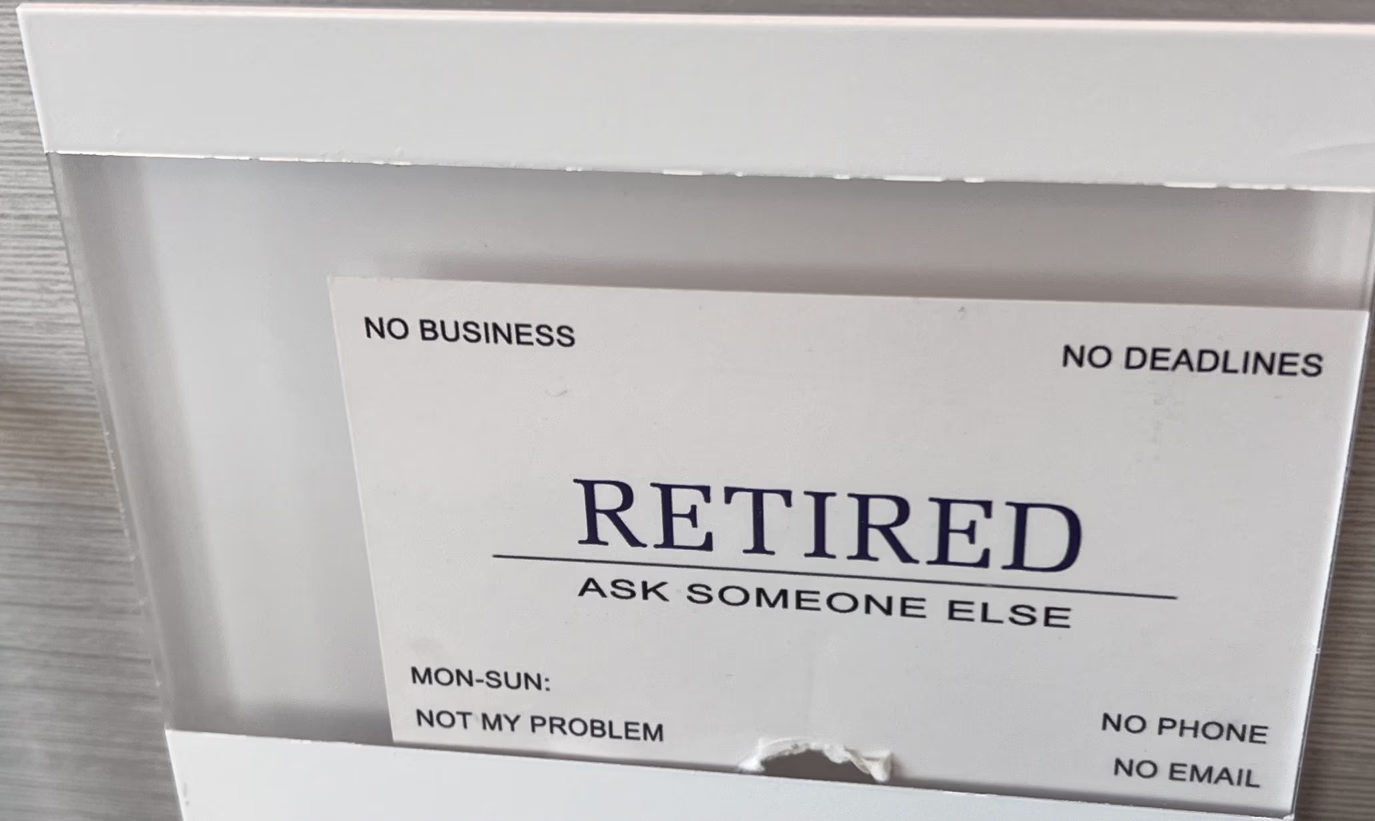 NO BUSINESS
NO DEADLINES
RETIRED
ASK SOMEONE ELSE
MON-SUN:
NOT MY PROBLEM
NO PHONE
NO EMAIL